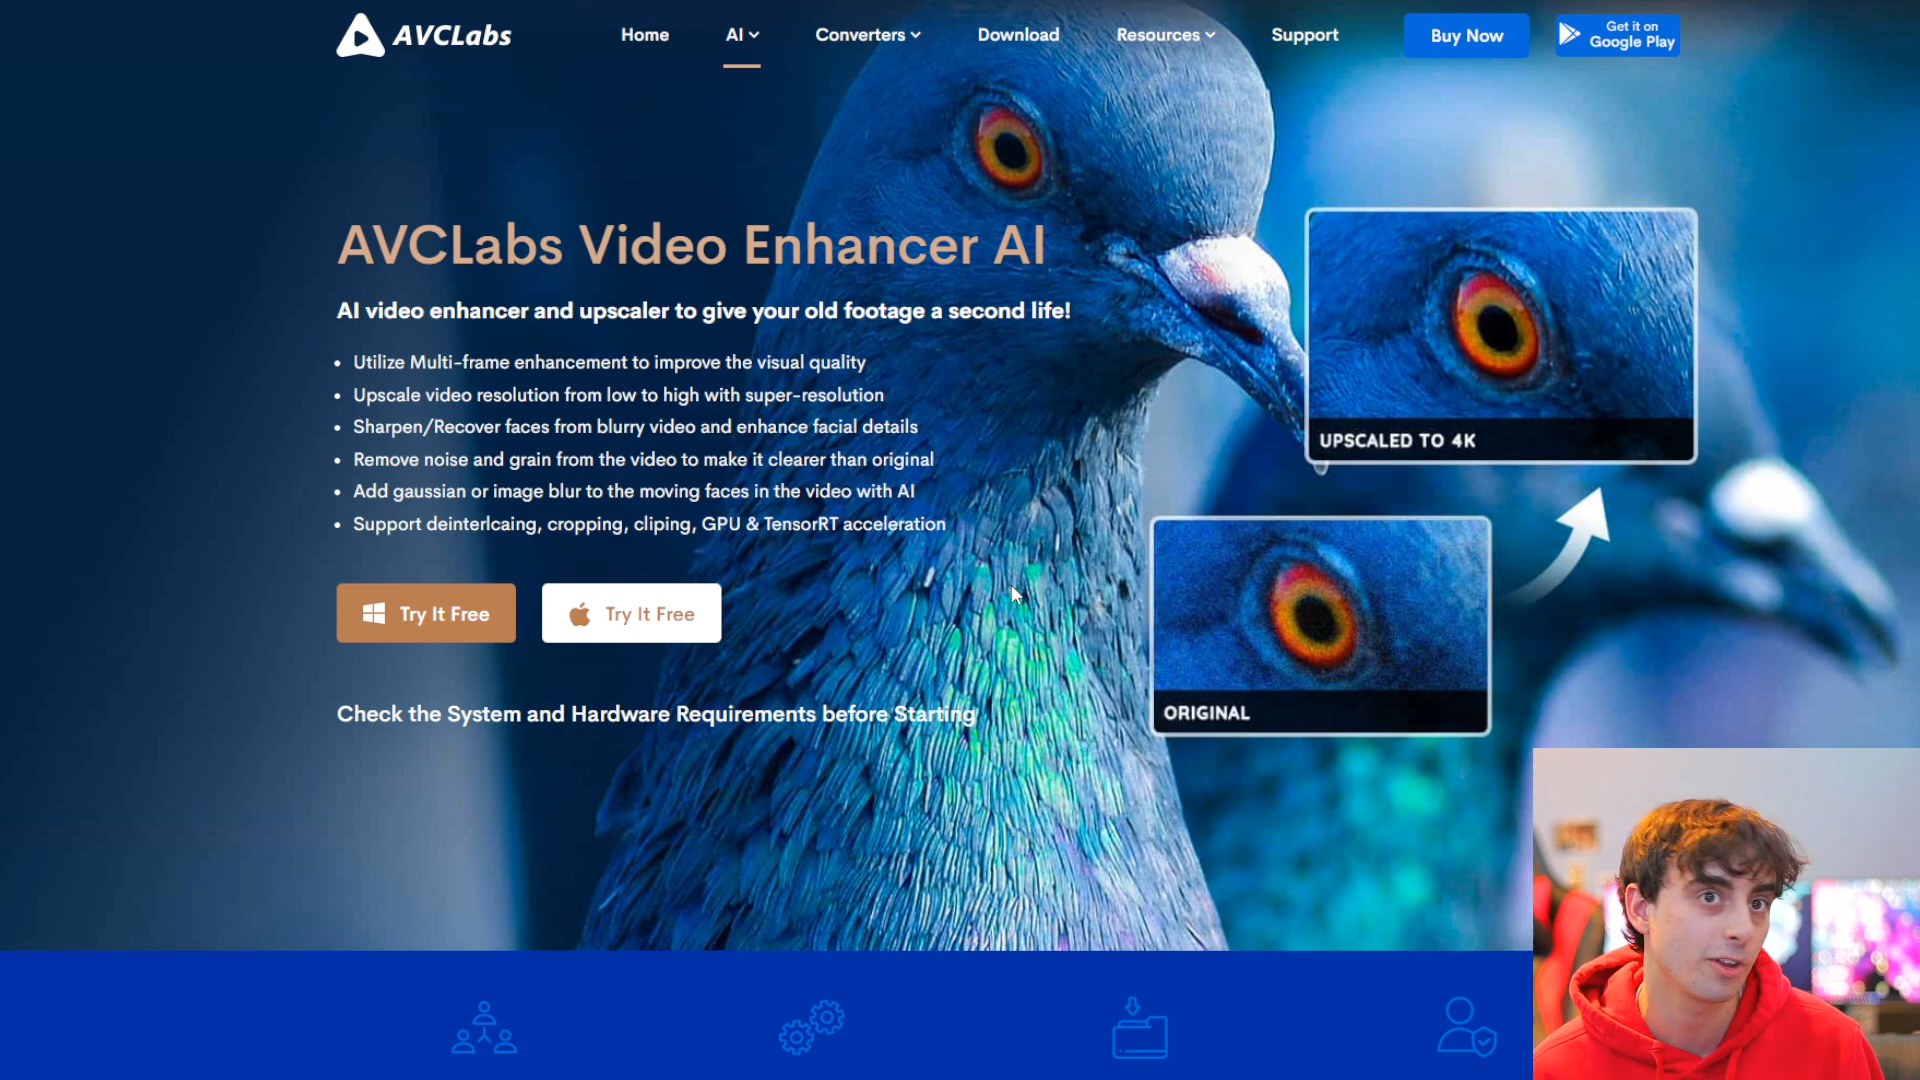 AVCLabs
Home
AI
Converters
Download
Resources
Support
Buy Now
Get it on
Google Play
AVCLabs Video Enhancer AI
AI video enhancer and upscaler to give your old footage a second life!
• Utilize Multi-frame enhancement to improve the visual quality
• Upscale video resolution from low to high with super-resolution
• Sharpen/Recover faces from blurry video and enhance facial details
• Remove noise and grain from the video to make it clearer than original
• Add gaussian or image blur to the moving faces in the video with AI
• Support deinterlcaing, cropping, cliping, GPU & TensorRT acceleration
Try It Free
Try It Free
Check the System and Hardware Requirements before Starting
UPSCALED TO 4K
ORIGINAL